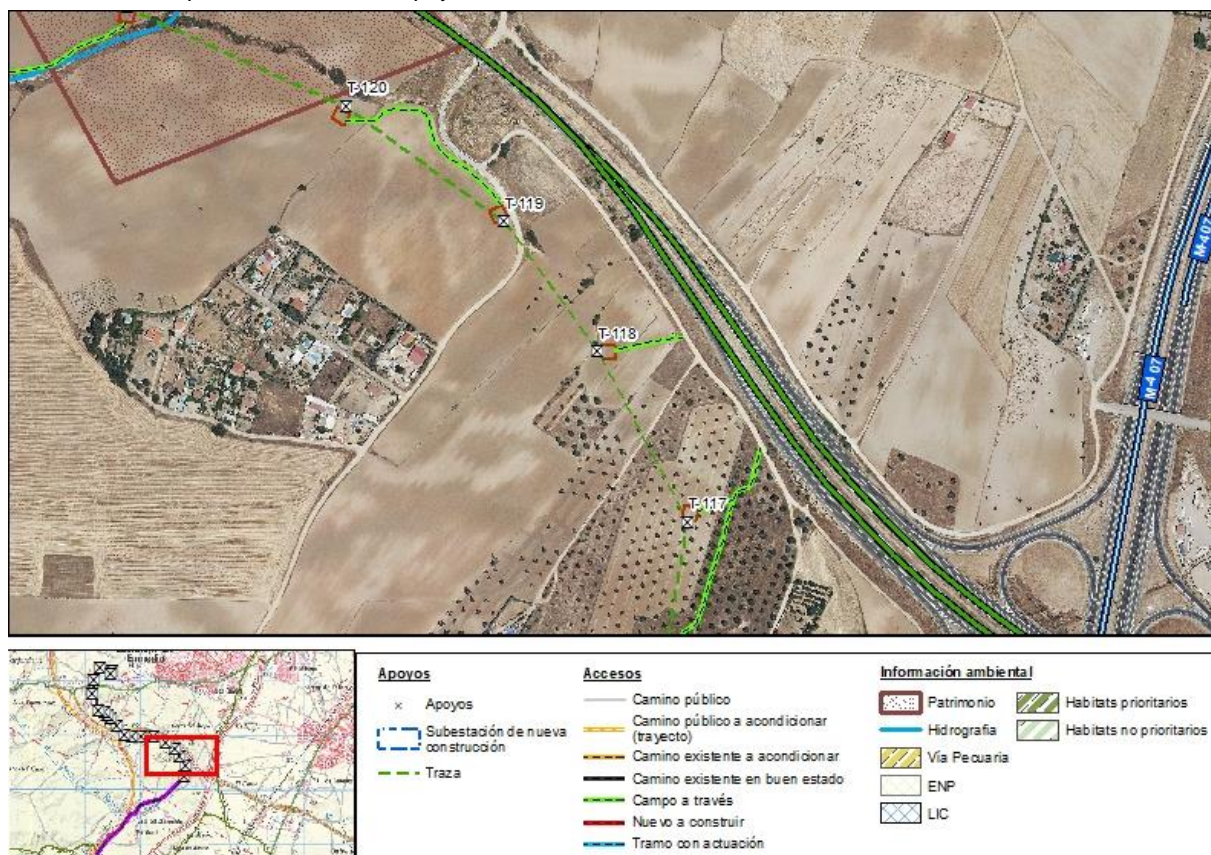 T-120
T-119
T-118
T-117
M-407
M-407
Apoyos
Apoyos
Subestación de nueva
construcción
Traza
Accesos
Camino público
Camino público a acondicionar
(trayecto)
Camino existente a acondicionar
Camino existente en buen estado
Campo a través
Nuevo a construir
Tramo con actuación
Información ambiental
Patrimonio
Hidrografia
Vía Pecuaria
ENP
LIC
Habitats prioritarios
Habitats no prioritarios